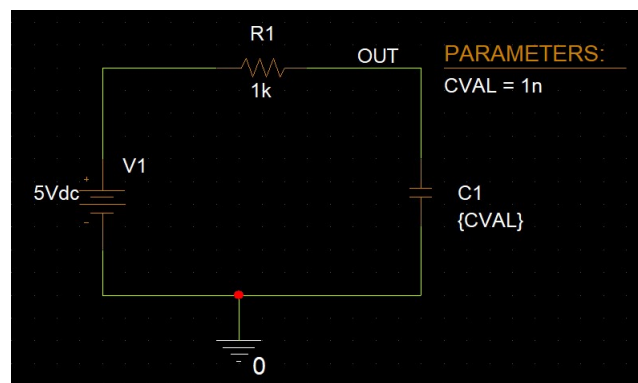 R1
1k
OUT
PARAMETERS:
CVAL = 1n
V1
5Vdc
+
-
C1
{CVAL}
0